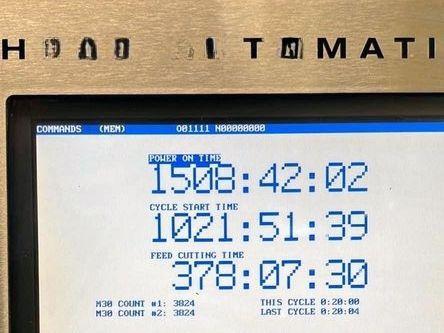 COMMANDS (MEM) O01111 N00000000
POWER ON TIME
1508:42:02
CYCLE START TIME
1021:51:39
FEED CUTTING TIME
378:07:30
M30 COUNT #1: 3824 THIS CYCLE 0:20:00
M30 COUNT #2: 3824 LAST CYCLE 0:20:04